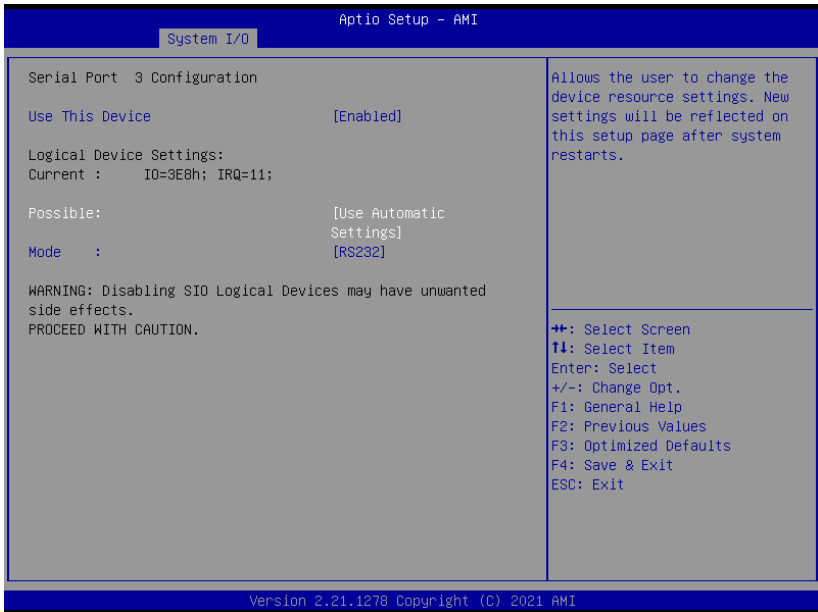 Aptio Setup – AMI
System I/O
Serial Port 3 Configuration
Use This Device [Enabled]
Logical Device Settings:
Current : IO=3E8h; IRQ=11;
Possible: [Use Automatic
Settings]
Mode : [RS232]
WARNING: Disabling SIO Logical Devices may have unwanted
side effects.
PROCEED WITH CAUTION.
Allows the user to change the
device resource settings. New
settings will be reflected on
this setup page after system
restarts.
→←: Select Screen
↑↓: Select Item
Enter: Select
+/-: Change Opt.
F1: General Help
F2: Previous Values
F3: Optimized Defaults
F4: Save & Exit
ESC: Exit
Version 2.21.1278 Copyright (C) 2021 AMI